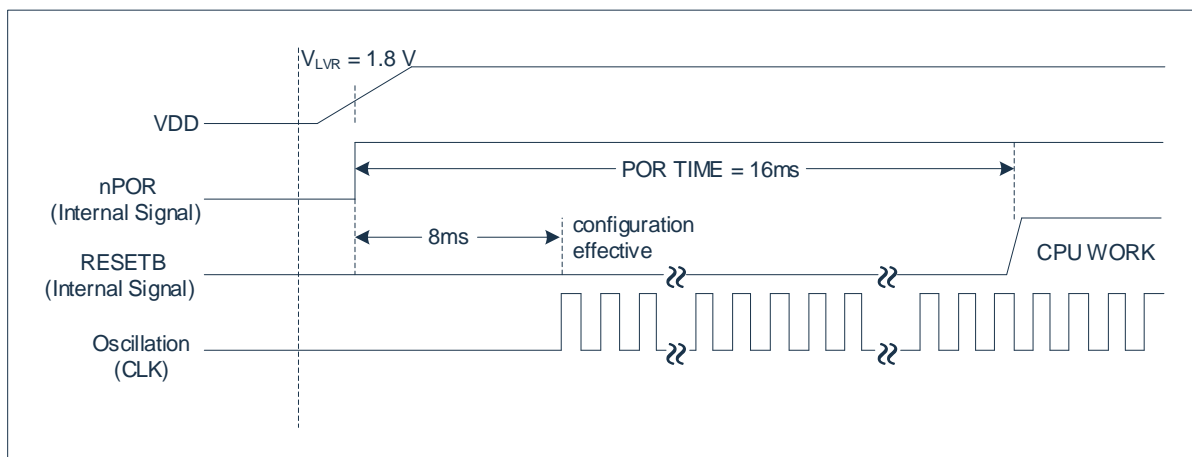 VLVR = 1.8 V
VDD
POR TIME = 16ms
nPOR
(Internal Signal)
8ms
configuration
effective
RESETB
(Internal Signal)
CPU WORK
Oscillation
(CLK)